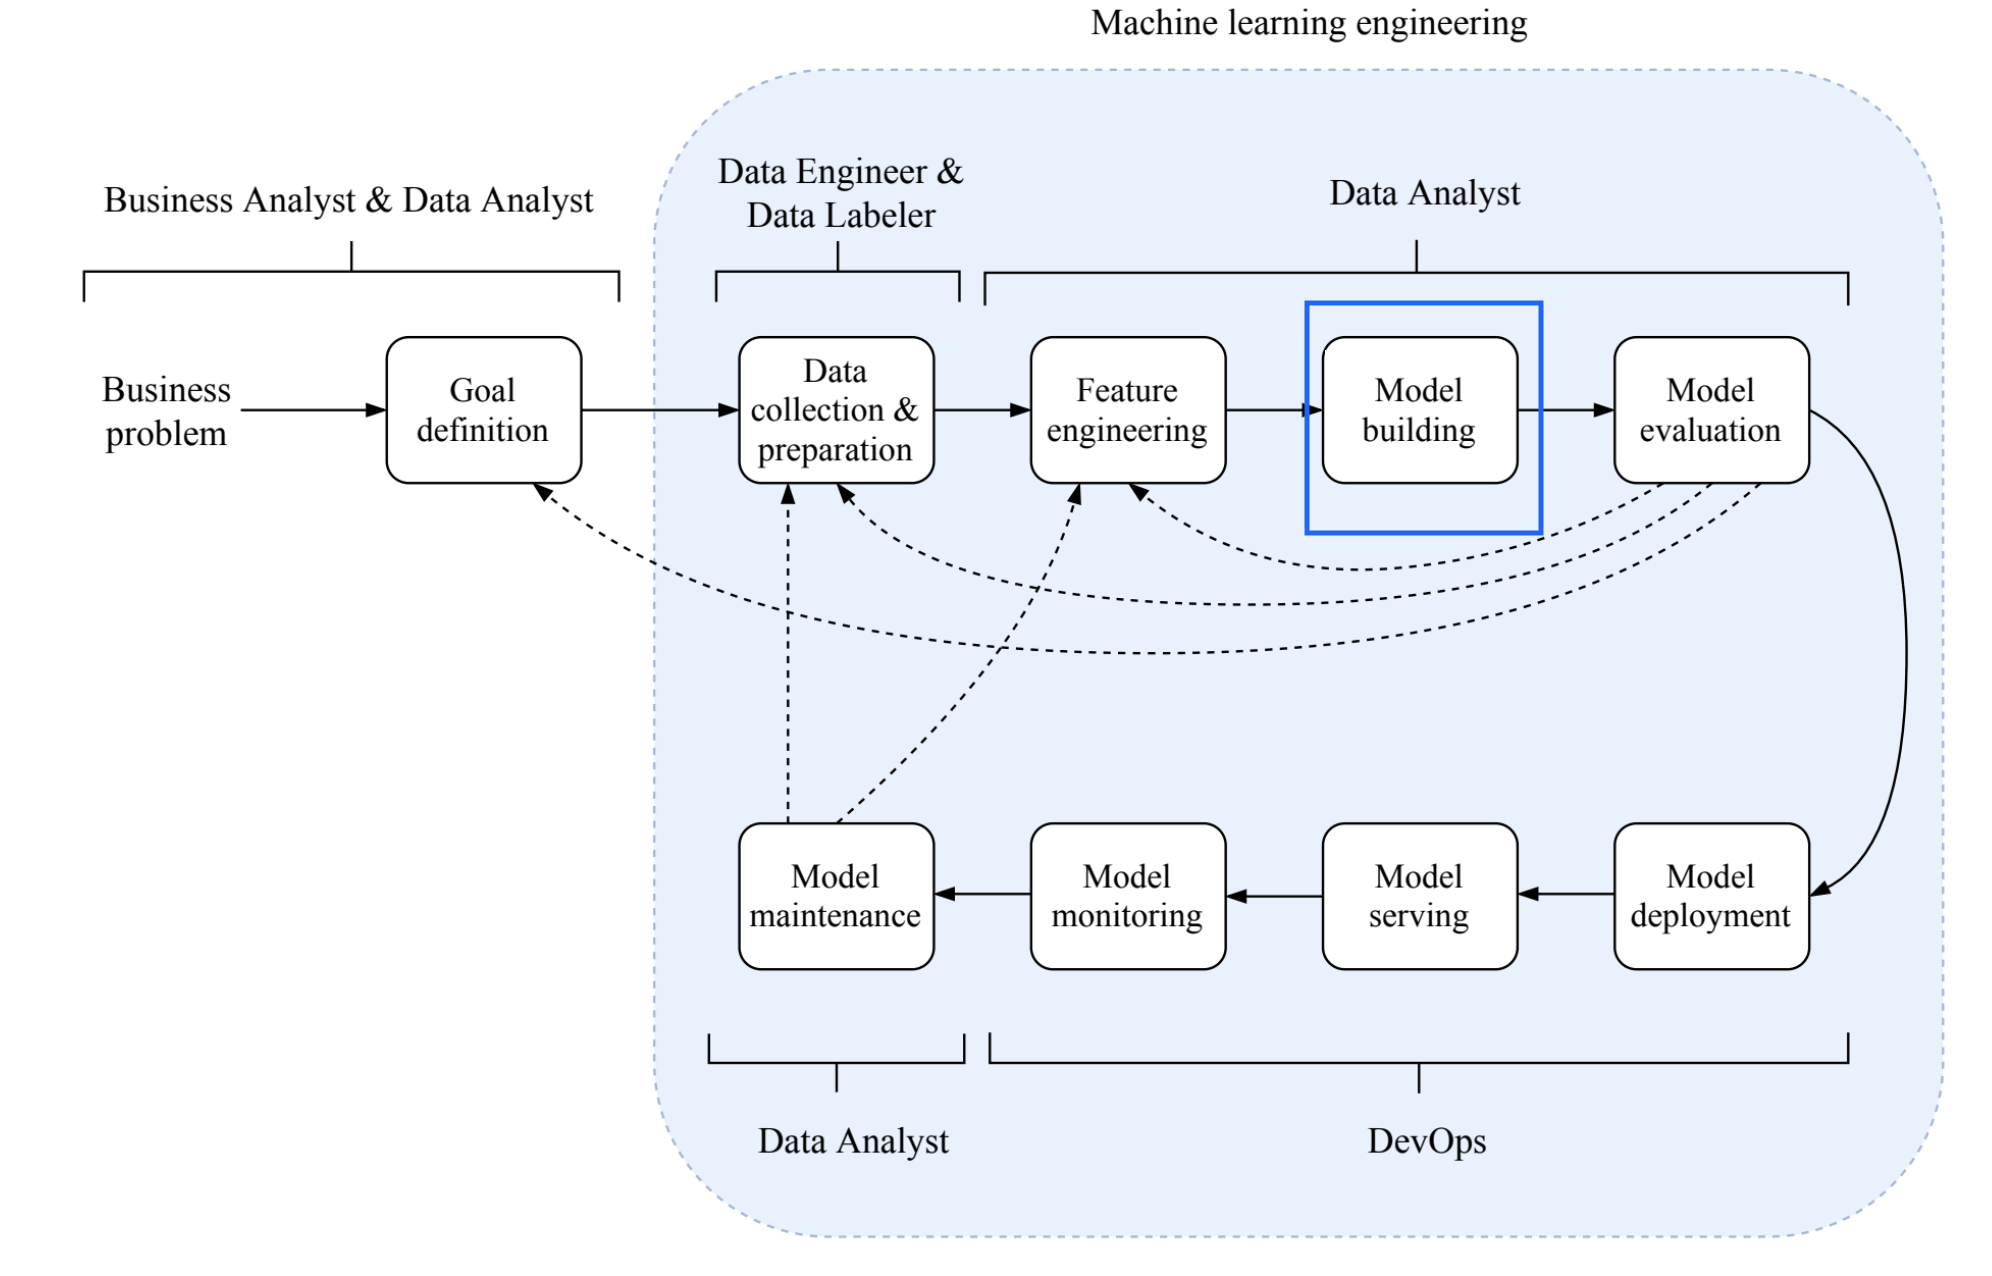 Machine learning engineering
Business Analyst & Data Analyst
Data Engineer &
Data Labeler
Data Analyst
Business
problem
Goal
definition
Data
collection &
preparation
Feature
engineering
Model
building
Model
evaluation
Model
maintenance
Model
monitoring
Model
serving
Model
deployment
Data Analyst
DevOps